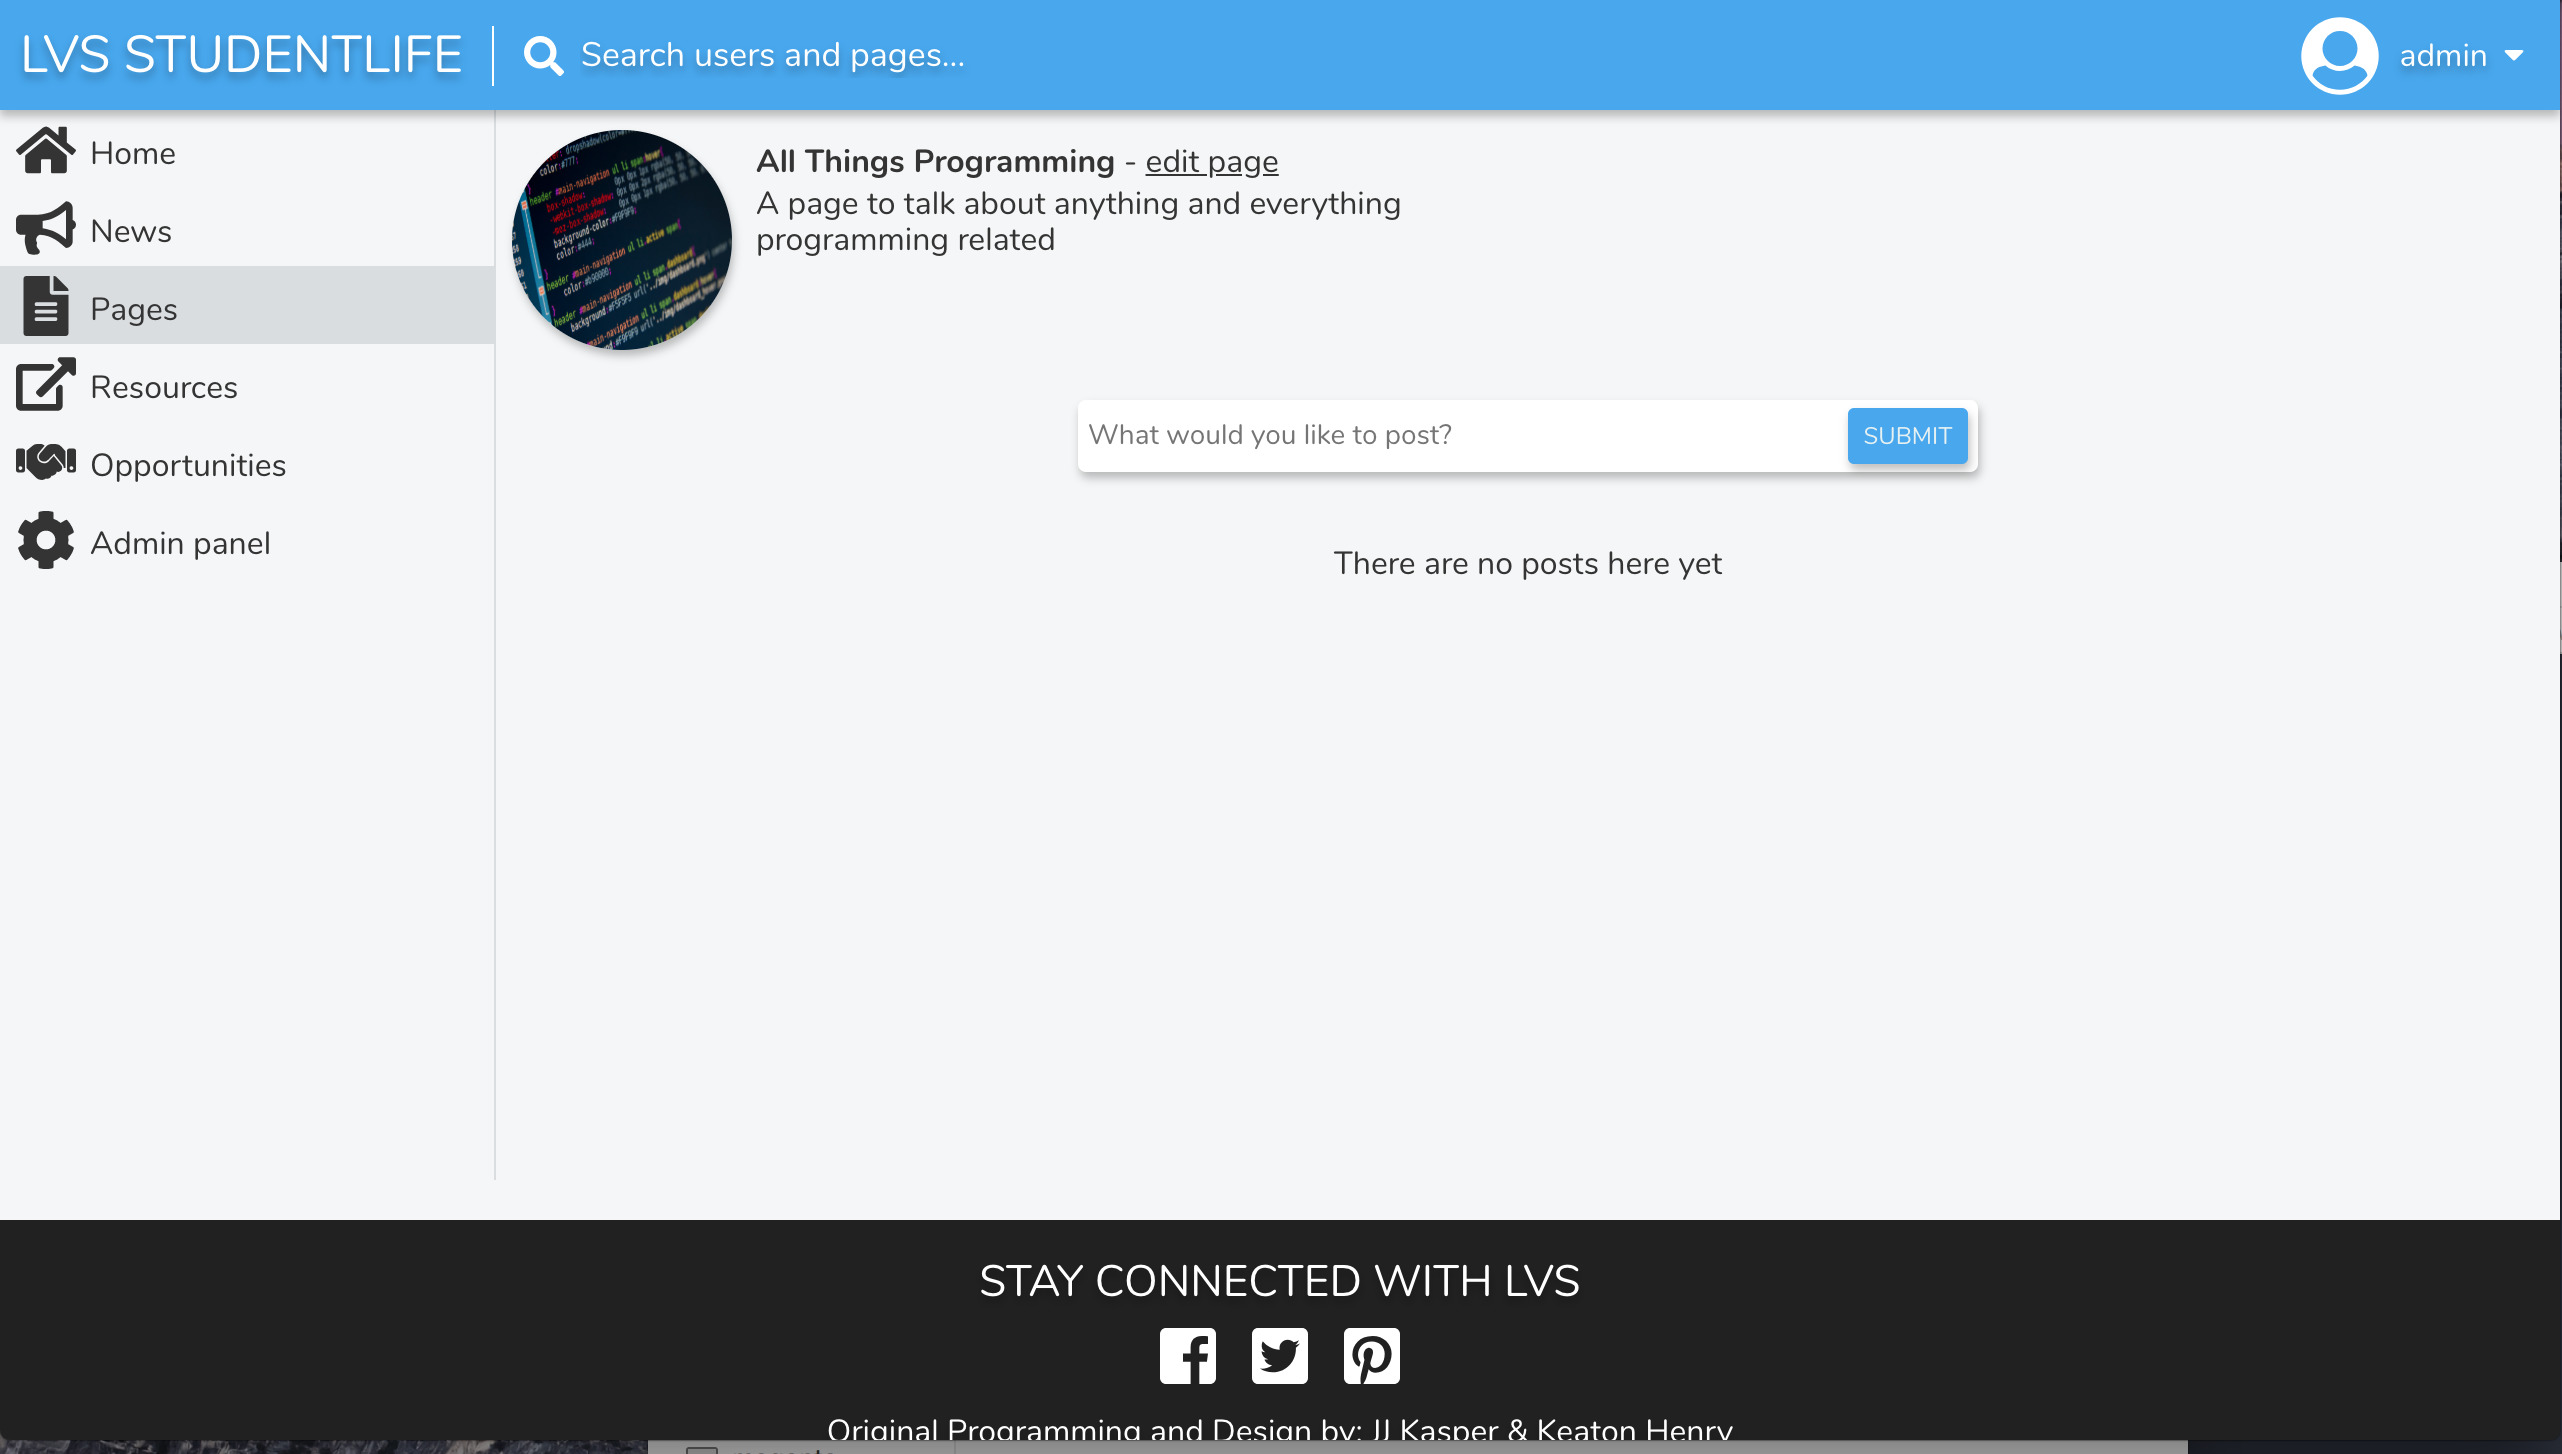 LVS STUDENTLIFE
Search users and pages...
admin
Home
News
Pages
Resources
Opportunities
Admin panel
All Things Programming - edit page
A page to talk about anything and everything
programming related
What would you like to post?
SUBMIT
There are no posts here yet
STAY CONNECTED WITH LVS
Original Programming and Design by: JJ Kasper & Keaton Henry